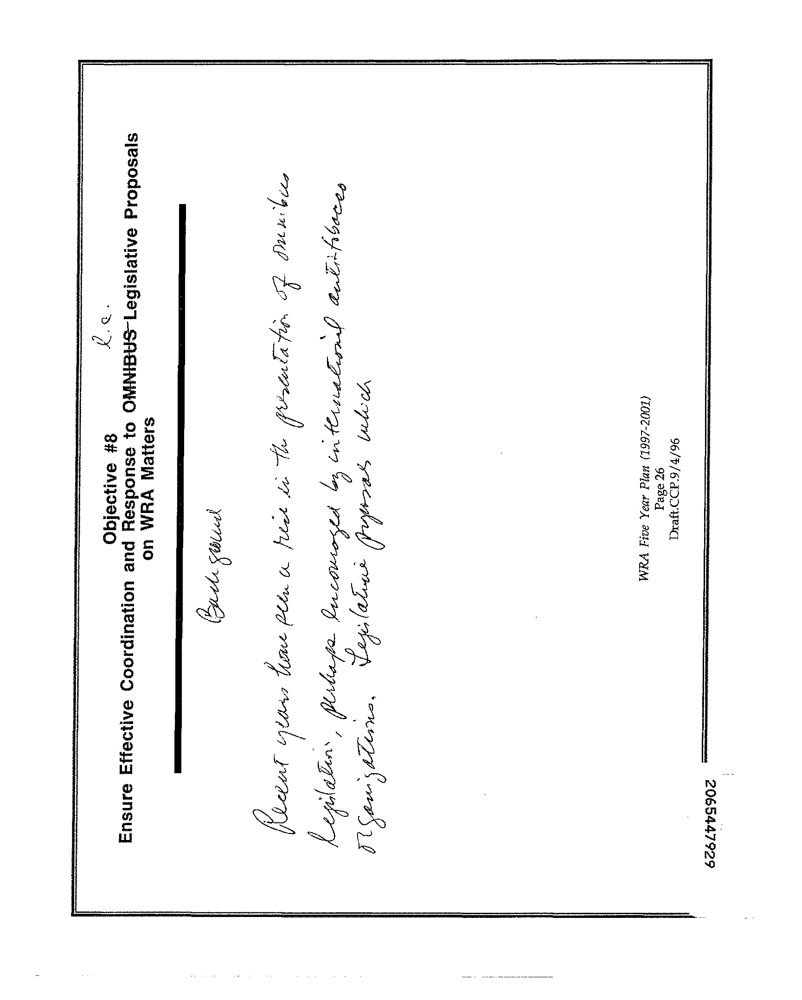 Objective #8
l.c.
Ensure Effective Coordination and Response to OMNIBUS Legislative Proposals
on WRA Matters
Background
Recent years have seen a rise in the presentation of omnibus
legislation, perhaps encouraged by international anti-tobacco
organizations. Legislative proposals which
WRA Five Year Plan (1997-2001)
Page 26
Draft.CCP.9/4/96
2065447929